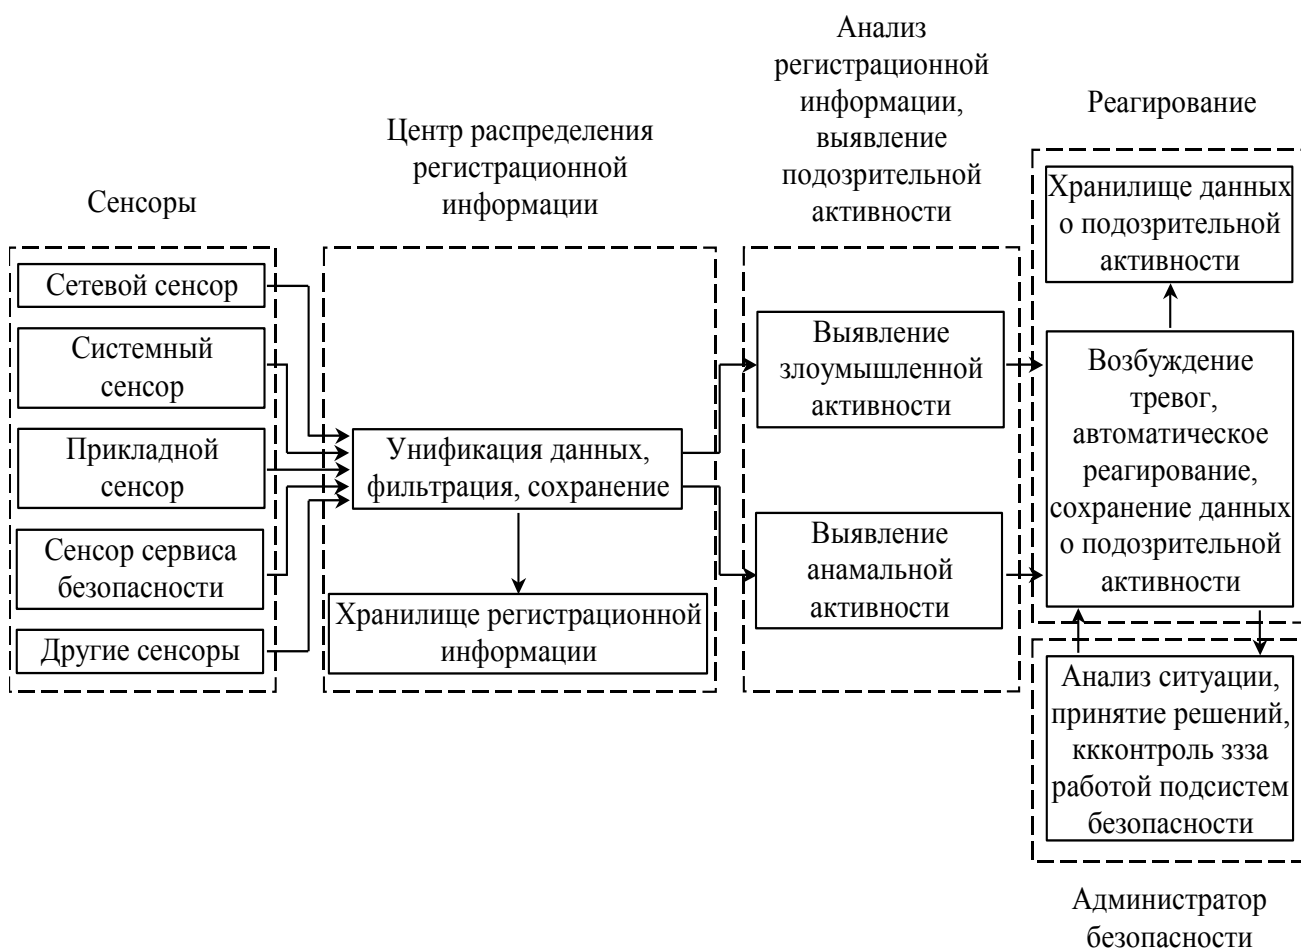 Сенсоры
Сетевой сенсор
Системный
сенсор
Прикладной
сенсор
Сенсор сервиса
безопасности
Другие сенсоры
Центр распределения
регистрационной
информации
Унификация данных,
фильтрация, сохранение
Хранилище регистрационной
информации
Анализ
регистрационной
информации,
выявление
подозрительной
активности
Выявление
злоумышленной
активности
Выявление
анамальной
активности
Реагирование
Хранилище данных
о подозрительной
активности
Возбуждение
тревог,
автоматическое
реагирование,
сохранение данных
о подозрительной
активности
Анализ ситуации,
принятие решений,
ккконтроль ззза
работой подсистем
безопасности
Администратор
безопасности